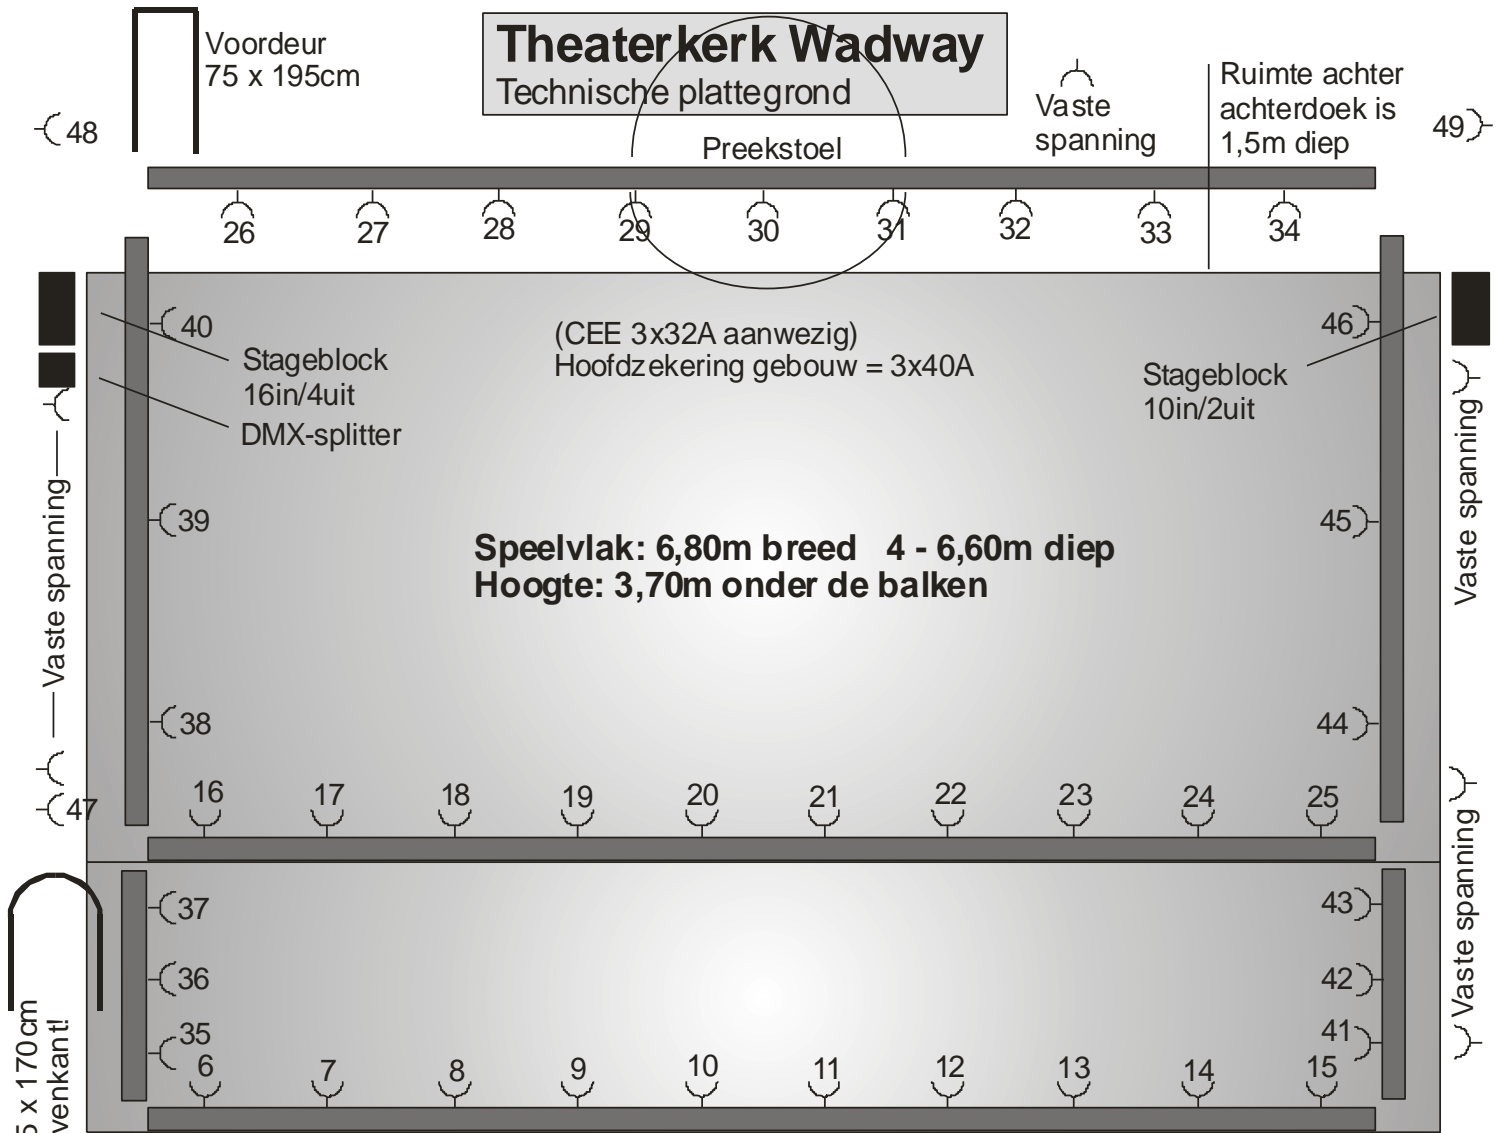 Voordeur
75 x 195cm
Theaterkerk Wadway
Technische plattegrond
Preekstoel
Vaste
spanning
Ruimte achter
achterdoek is
1,5m diep
48
49
26 27 28 29 30 31 32 33 34
40
46
Stageblock
16in/4uit
DMX-splitter
(CEE 3x32A aanwezig)
Hoofdzekering gebouw = 3x40A
Stageblock
10in/2uit
Vaste spanning
Vaste spanning
39
45
Speelvlak: 6,80m breed 4 - 6,60m diep
Hoogte: 3,70m onder de balken
38
44
47
16 17 18 19 20 21 22 23 24 25
37
43
36
42
Vaste spanning
35
41
6 7 8 9 10 11 12 13 14 15
x 170cm